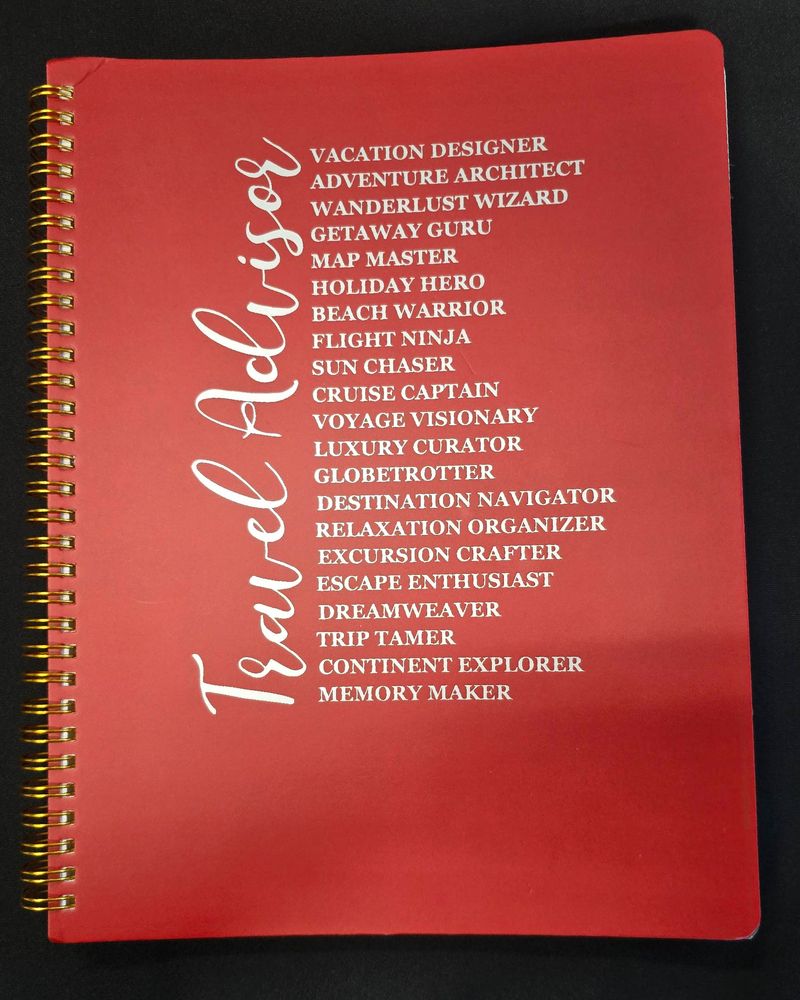 Travel Advisor
VACATION DESIGNER
ADVENTURE ARCHITECT
WANDERLUST WIZARD
GETAWAY GURU
MAP MASTER
HOLIDAY HERO
BEACH WARRIOR
FLIGHT NINJA
SUN CHASER
CRUISE CAPTAIN
VOYAGE VISIONARY
LUXURY CURATOR
GLOBETROTTER
DESTINATION NAVIGATOR
RELAXATION ORGANIZER
EXCURSION CRAFTER
ESCAPE ENTHUSIAST
DREAMWEAVER
TRIP TAMER
CONTINENT EXPLORER
MEMORY MAKER